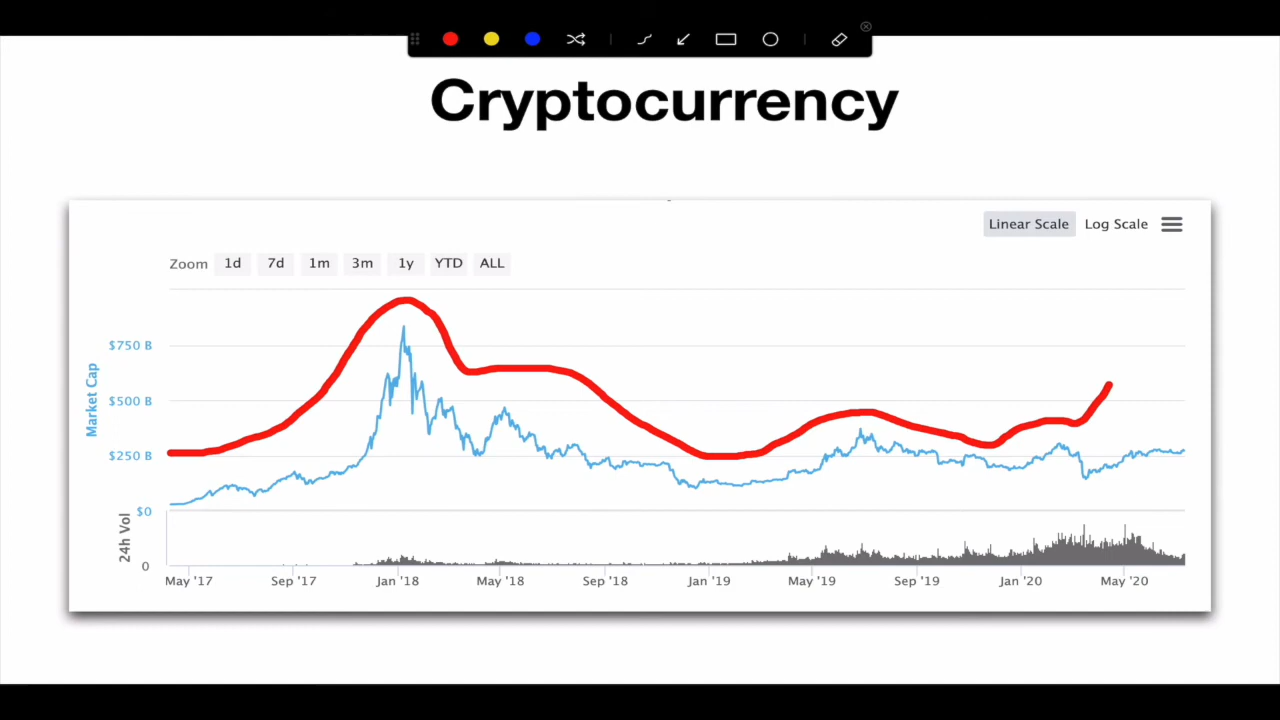 Cryptocurrency
Linear Scale Log Scale
Zoom 1d 7d 1m 3m 1y YTD ALL
$750 B
$500 B
$250 B
$0
Market Cap
24h Vol
0
May '17 Sep '17 Jan '18 May '18 Sep '18 Jan '19 May '19 Sep '19 Jan '20 May '20